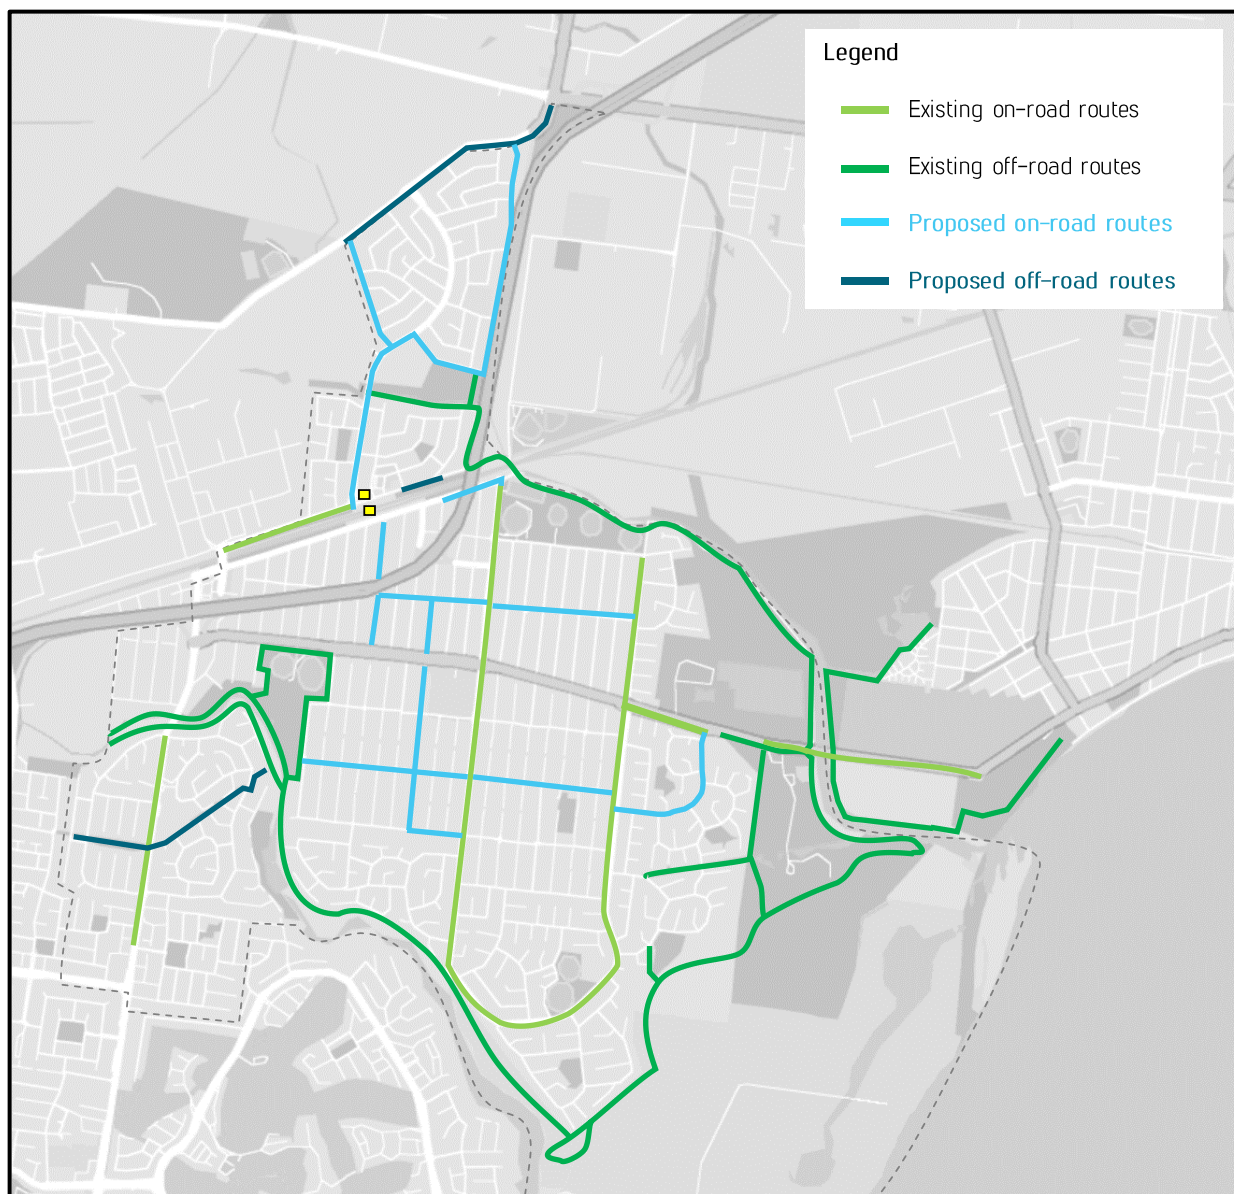 Legend
Existing on-road routes
Existing off-road routes
Proposed on-road routes
Proposed off-road routes